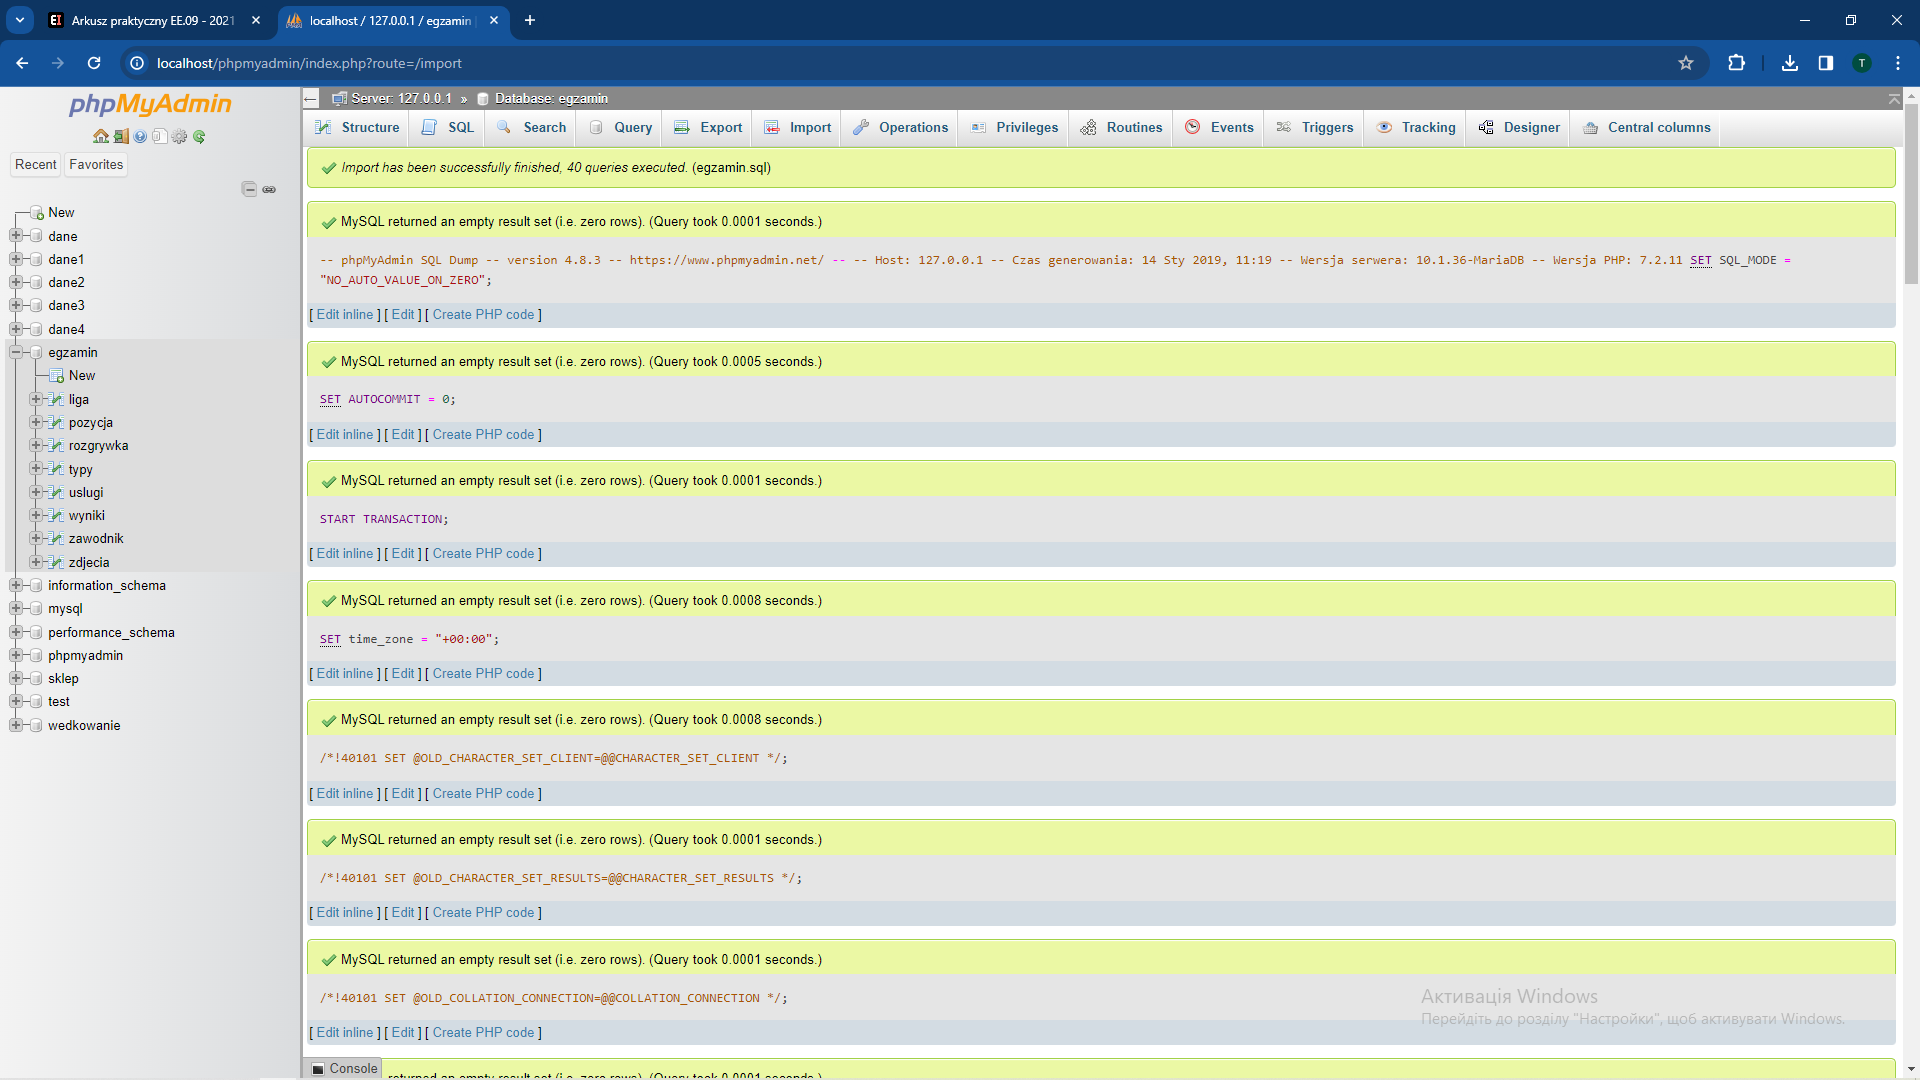 Arkusz praktyczny EE.09 - 2021
localhost / 127.0.0.1 / egzamin
localhost/phpmyadmin/index.php?route=/import
T
phpMyAdmin
Recent
Favorites
New
dane
dane1
dane2
dane3
dane4
egzamin
New
liga
pozycja
rozgrywka
typy
uslugi
wyniki
zawodnik
zdjecia
information_schema
mysql
performance_schema
phpmyadmin
sklep
test
wedkowanie
Server: 127.0.0.1 » Database: egzamin
Structure SQL Search Query Export Import Operations Privileges Routines Events Triggers Tracking Designer Central columns
Import has been successfully finished, 40 queries executed. (egzamin.sql)
MySQL returned an empty result set (i.e. zero rows). (Query took 0.0001 seconds.)
-- phpMyAdmin SQL Dump -- version 4.8.3 -- https://www.phpmyadmin.net/ -- -- Host: 127.0.0.1 -- Czas generowania: 14 Sty 2019, 11:19 -- Wersja serwera: 10.1.36-MariaDB -- Wersja PHP: 7.2.11 SET SQL_MODE =
"NO_AUTO_VALUE_ON_ZERO";
[ Edit inline ] [ Edit ] [ Create PHP code ]
MySQL returned an empty result set (i.e. zero rows). (Query took 0.0005 seconds.)
SET AUTOCOMMIT = 0;
[ Edit inline ] [ Edit ] [ Create PHP code ]
MySQL returned an empty result set (i.e. zero rows). (Query took 0.0001 seconds.)
START TRANSACTION;
[ Edit inline ] [ Edit ] [ Create PHP code ]
MySQL returned an empty result set (i.e. zero rows). (Query took 0.0008 seconds.)
SET time_zone = "+00:00";
[ Edit inline ] [ Edit ] [ Create PHP code ]
MySQL returned an empty result set (i.e. zero rows). (Query took 0.0008 seconds.)
/*!40101 SET @OLD_CHARACTER_SET_CLIENT=@@CHARACTER_SET_CLIENT */;
[ Edit inline ] [ Edit ] [ Create PHP code ]
MySQL returned an empty result set (i.e. zero rows). (Query took 0.0001 seconds.)
/*!40101 SET @OLD_CHARACTER_SET_RESULTS=@@CHARACTER_SET_RESULTS */;
[ Edit inline ] [ Edit ] [ Create PHP code ]
MySQL returned an empty result set (i.e. zero rows). (Query took 0.0001 seconds.)
/*!40101 SET @OLD_COLLATION_CONNECTION=@@COLLATION_CONNECTION */;
[ Edit inline ] [ Edit ] [ Create PHP code ]
Активація Windows
Перейдіть до розділу "Настройки", щоб активувати Windows.
Console
returned an empty result set (i.e. zero rows). (Query took 0.0001 seconds.)